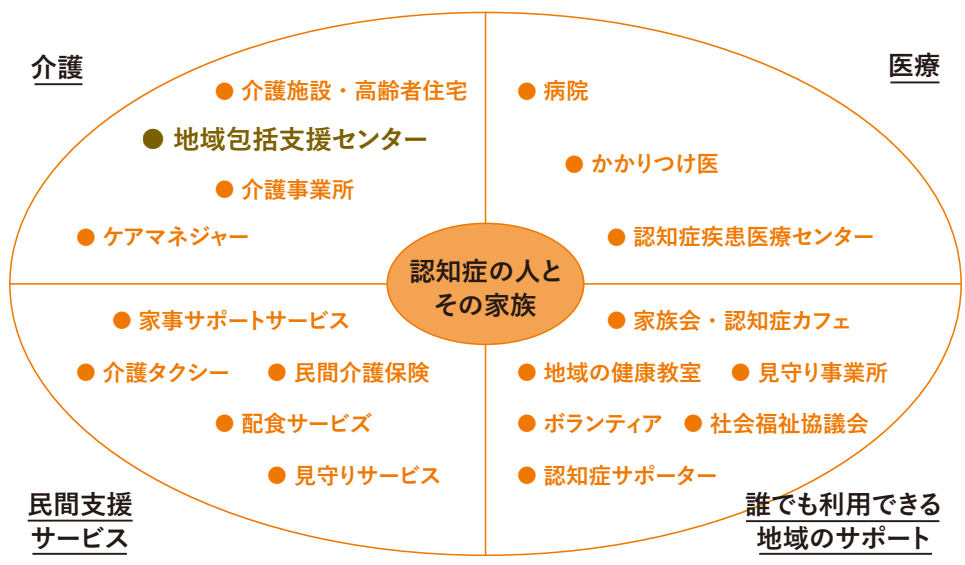 介護
● 介護施設・高齢者住宅
● 地域包括支援センター
● 介護事業所
● ケアマネジャー
医療
● 病院
● かかりつけ医
● 認知症疾患医療センター
認知症の人と
その家族
● 家事サポートサービス
● 介護タクシー ● 民間介護保険
● 配食サービズ
● 見守りサービス
民間支援
サービス
● 家族会・認知症カフェ
● 地域の健康教室 ● 見守り事業所
● ボランティア ● 社会福祉協議会
● 認知症サポーター
誰でも利用できる
地域のサポート